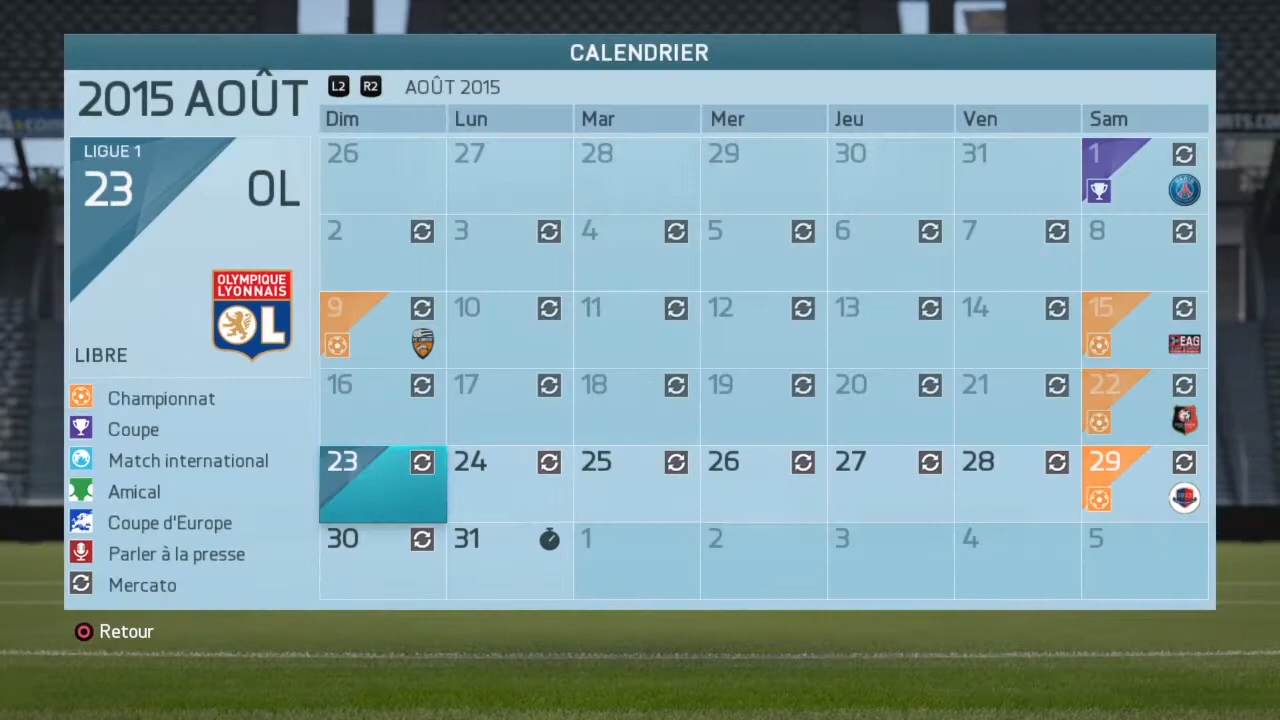 CALENDRIER
2015 AOÛT
L2 R2 AOÛT 2015
Dim Lun Mar Mer Jeu Ven Sam
LIGUE 1
23 OL
OLYMPIQUE
LYONNAIS
OL
LIBRE
26 27 28 29 30 31 1
PARIS
2 3 4 5 6 7 8
9 10 11 12 13 14 15
EAG
16 17 18 19 20 21 22
23 24 25 26 27 28 29
30 31 1 2 3 4 5
Championnat
Coupe
Match international
Amical
Coupe d'Europe
Parler à la presse
Mercato
Retour